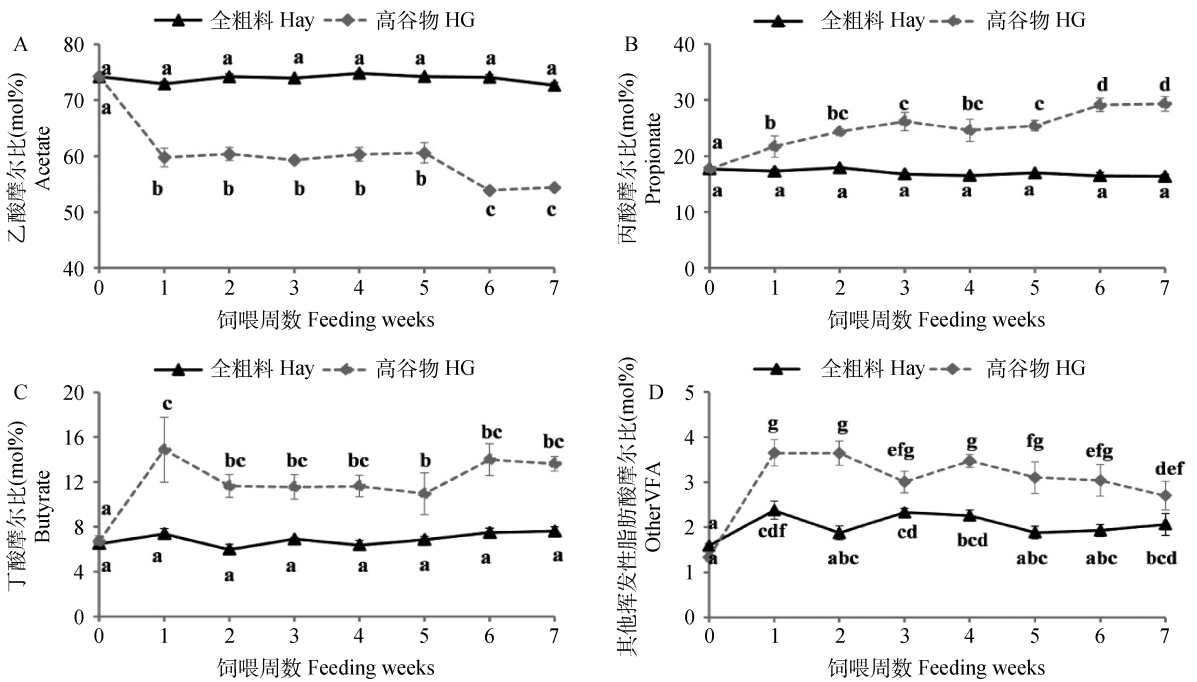 全粗料 Hay 高谷物 HG
A
80
70
60
50
40
乙酸摩尔比(mol%)
Acetate
a a a a a a a a
a
b b b b b
c c
0 1 2 3 4 5 6 7
饲喂周数 Feeding weeks
全粗料 Hay 高谷物 HG
B
40
30
20
10
0
丙酸摩尔比(mol%)
Propionate
a b bc c bc c d d
a a a a a a a a
0 1 2 3 4 5 6 7
饲喂周数 Feeding weeks
全粗料 Hay 高谷物 HG
C
20
16
12
8
4
0
丁酸摩尔比(mol%)
Butyrate
a c bc bc bc b bc bc
a a a a a a a a
0 1 2 3 4 5 6 7
饲喂周数 Feeding weeks
全粗料 Hay 高谷物 HG
D
5
4
3
2
1
0
其他挥发性脂肪酸摩尔比(mol%)
OtherVFA
a g g efg g fg efg def
a cdf abc cd bcd abc abc bcd
0 1 2 3 4 5 6 7
饲喂周数 Feeding weeks